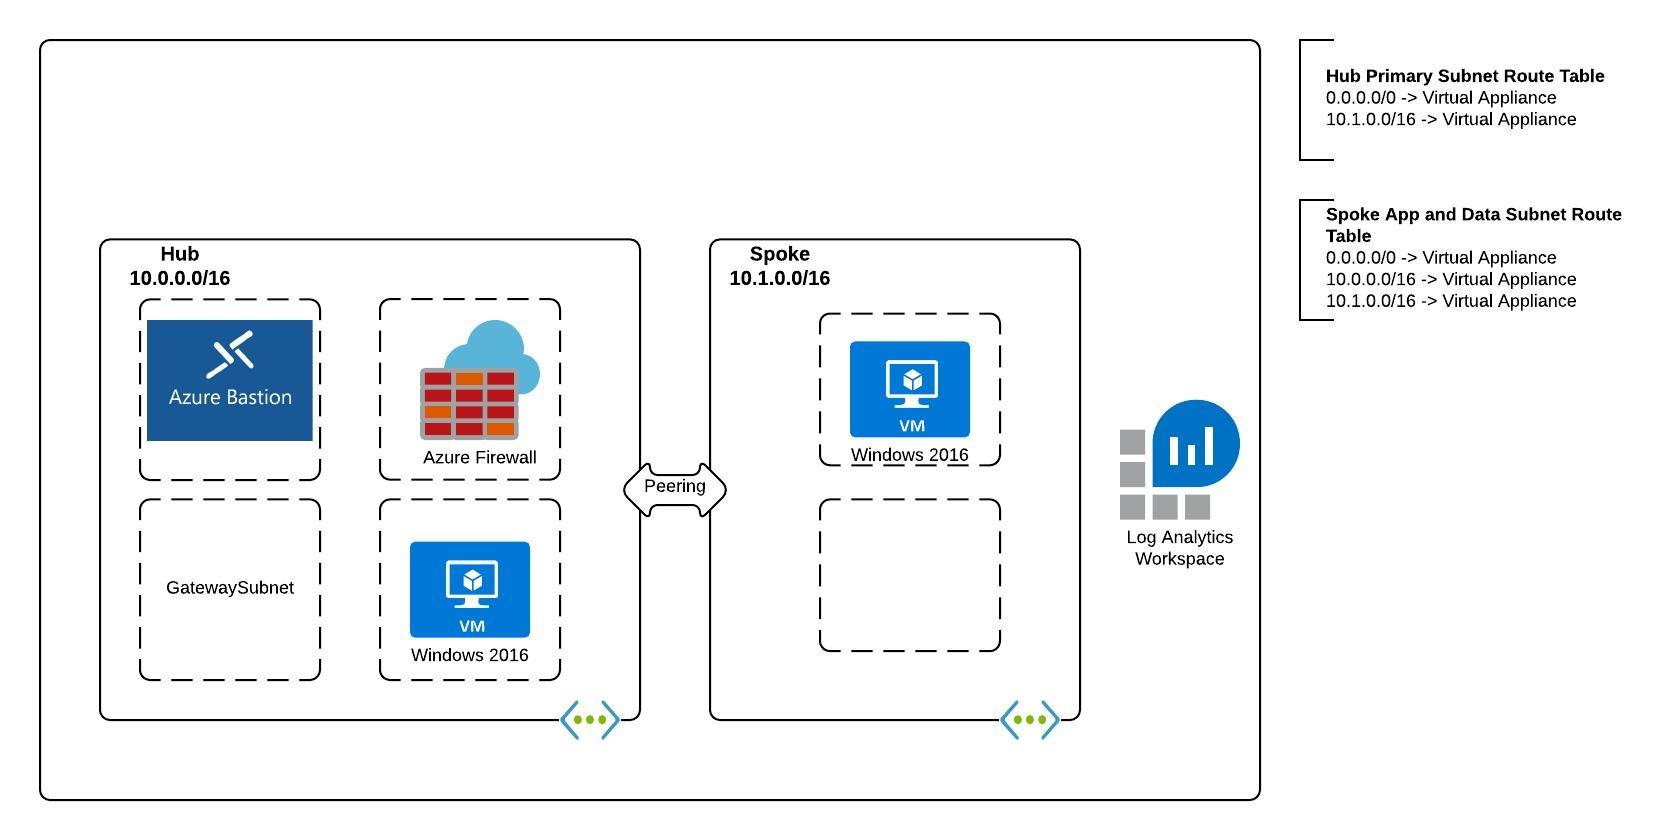 Hub Primary Subnet Route Table
0.0.0.0/0 -> Virtual Appliance
10.1.0.0/16 -> Virtual Appliance
Spoke App and Data Subnet Route
Table
0.0.0.0/0 -> Virtual Appliance
10.0.0.0/16 -> Virtual Appliance
10.1.0.0/16 -> Virtual Appliance
Hub
10.0.0.0/16
Azure Bastion
Azure Firewall
GatewaySubnet
VM
Windows 2016
Peering
Spoke
10.1.0.0/16
VM
Windows 2016
Log Analytics
Workspace